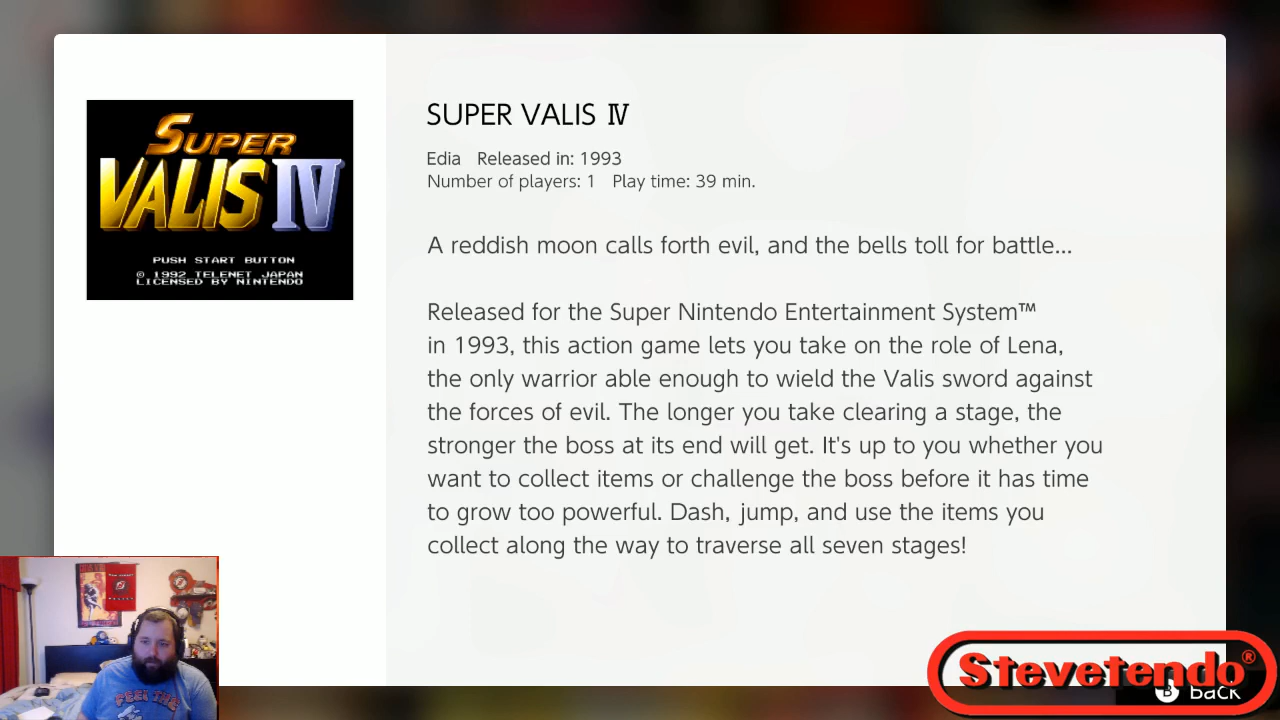 SUPER
VALIS IV
PUSH START BUTTON
© 1992 TELENET JAPAN
LICENSED BY NINTENDO
SUPER VALIS Ⅳ
Edia Released in: 1993
Number of players: 1 Play time: 39 min.
A reddish moon calls forth evil, and the bells toll for battle...
Released for the Super Nintendo Entertainment System™
in 1993, this action game lets you take on the role of Lena,
the only warrior able enough to wield the Valis sword against
the forces of evil. The longer you take clearing a stage, the
stronger the boss at its end will get. It's up to you whether you
want to collect items or challenge the boss before it has time
to grow too powerful. Dash, jump, and use the items you
collect along the way to traverse all seven stages!
FEEL THE
Stevetendo®
B Back